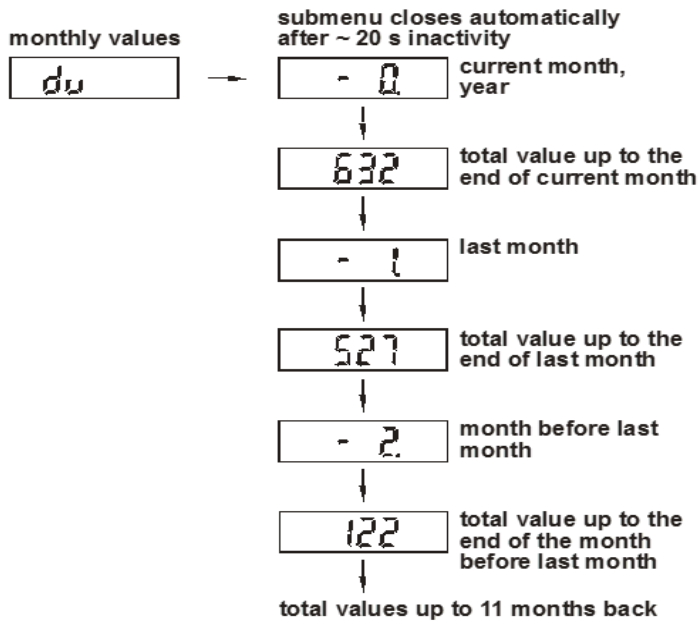 monthly values
submenu closes automatically
after ~ 20 s inactivity
du
- 0.
current month,
year
632
total value up to the
end of current month
- 1.
last month
527
total value up to the
end of last month
- 2.
month before last
month
122
total value up to the
end of the month
before last month
total values up to 11 months back